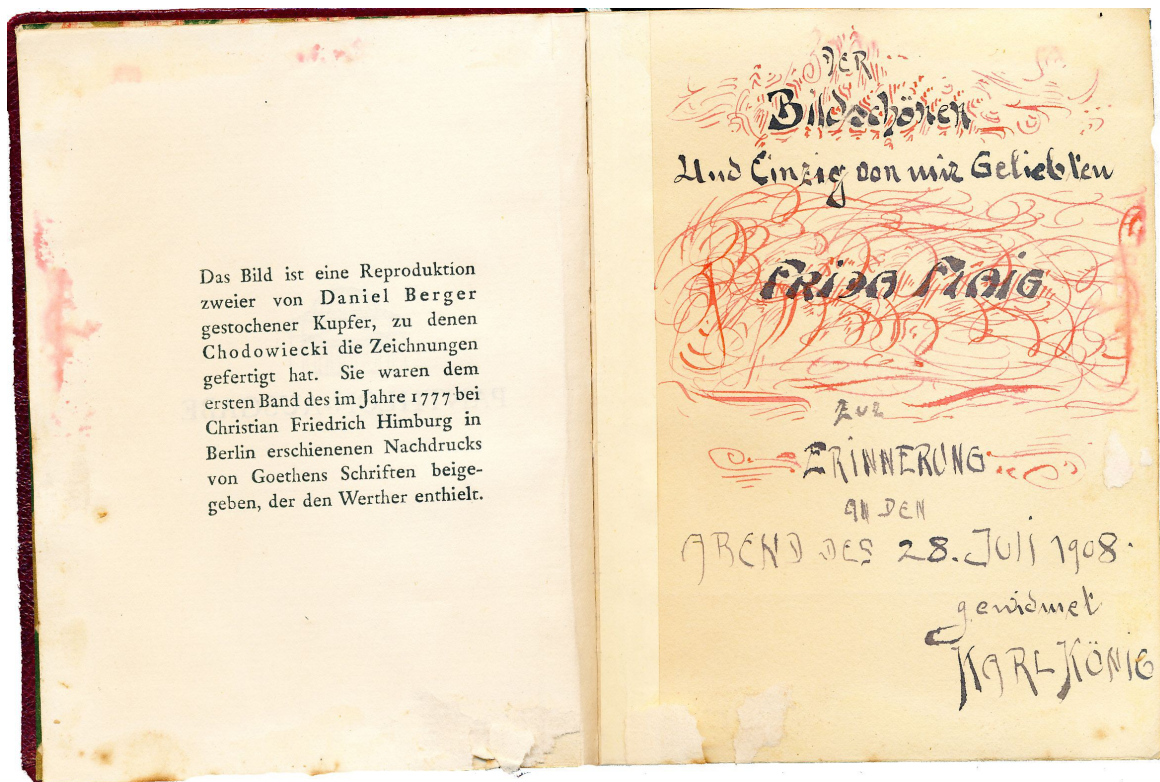 Das Bild ist eine Reproduktion
zweier von Daniel Berger
gestochener Kupfer, zu denen
Chodowiecki die Zeichnungen
gefertigt hat. Sie waren dem
ersten Band des im Jahre 1777 bei
Christian Friedrich Himburg in
Berlin erschienenen Nachdrucks
von Goethens Schriften beige-
geben, der den Werther enthielt.
DER
Bildschönen
Und Einzig von mir Geliebten
FRIDA FLAIG
Zur
ERINNERUNG
AN DEN
ABEND DES 28. JULI 1908.
gewidmet
KARL KÖNIG